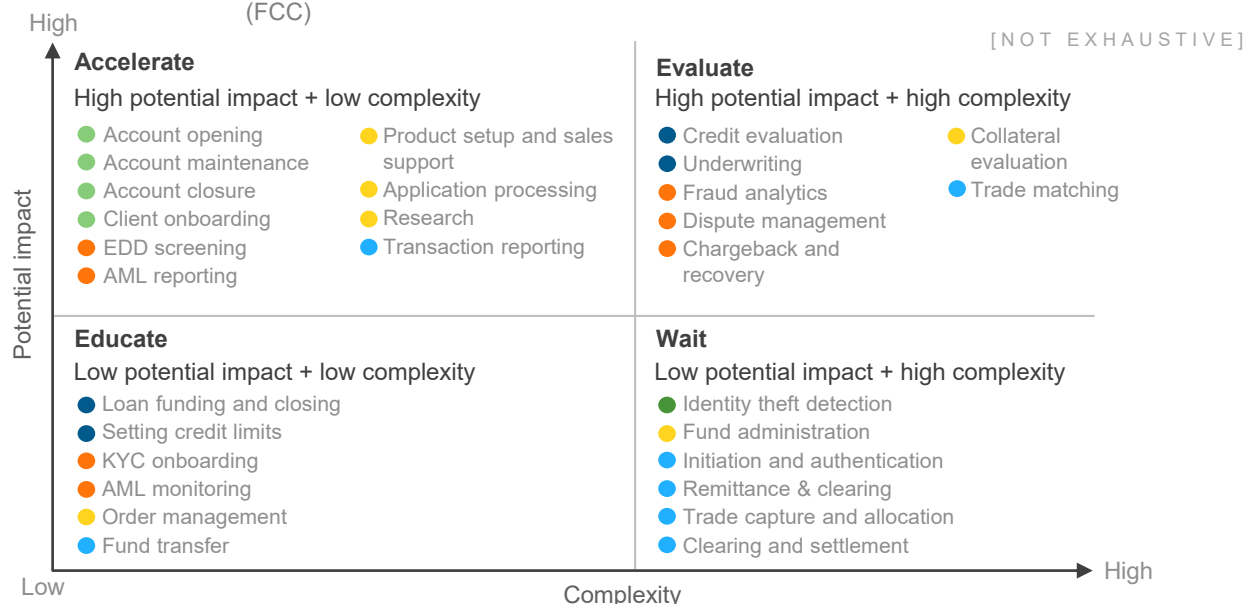 (FCC)
High
[NOT EXHAUSTIVE]
Accelerate
High potential impact + low complexity
Account opening
Account maintenance
Account closure
Client onboarding
EDD screening
AML reporting
Product setup and sales
support
Application processing
Research
Transaction reporting
Evaluate
High potential impact + high complexity
Credit evaluation
Underwriting
Fraud analytics
Dispute management
Chargeback and
recovery
Collateral
evaluation
Trade matching
Potential impact
Educate
Low potential impact + low complexity
Loan funding and closing
Setting credit limits
KYC onboarding
AML monitoring
Order management
Fund transfer
Wait
Low potential impact + high complexity
Identity theft detection
Fund administration
Initiation and authentication
Remittance & clearing
Trade capture and allocation
Clearing and settlement
Low
Complexity
High